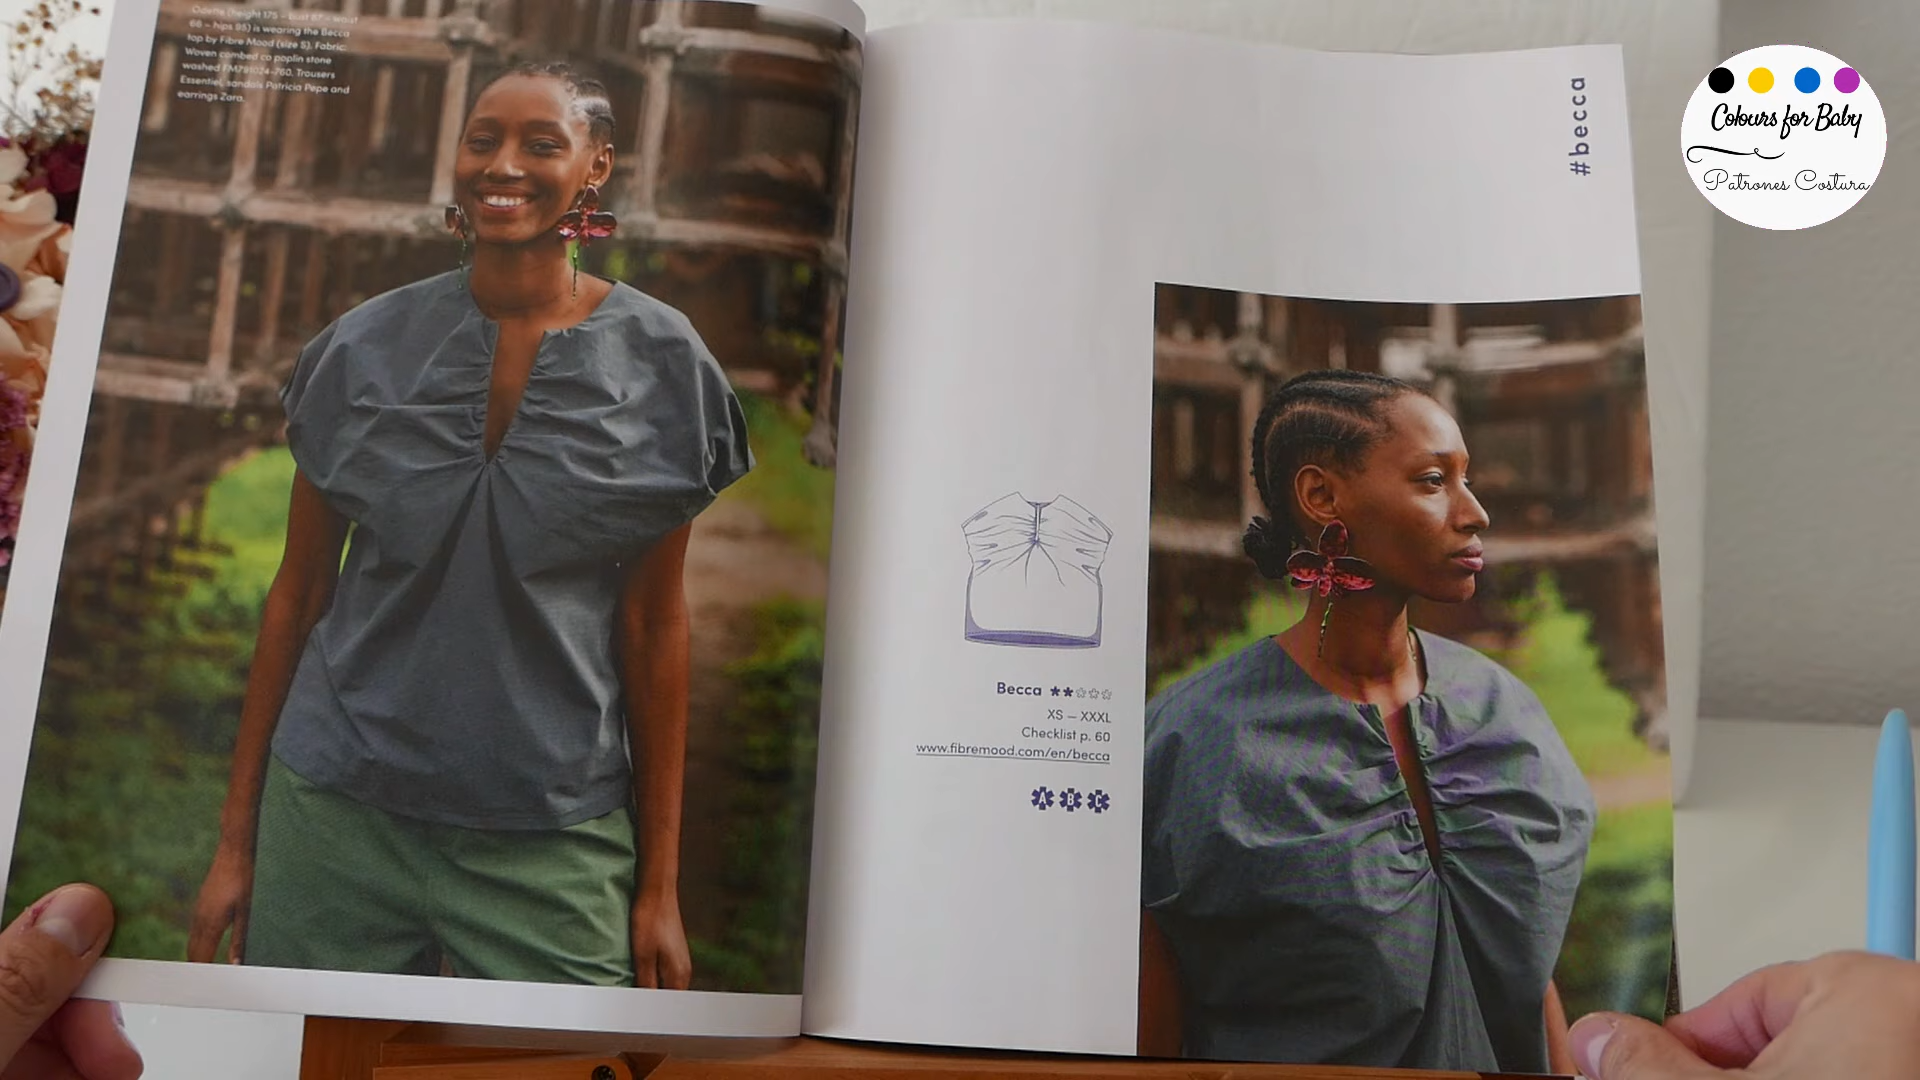 Odette (height 175 – bust 87 – waist
66 – hips 95) is wearing the Becca
top by Fibre Mood (size S). Fabric:
Woven combed co poplin stone
washed FM791024-760. Trousers
Essentiel, sandals Patricia Pepe and
earrings Zara.
#becca
Becca
XS – XXXL
Checklist p. 60
www.fibremood.com/en/becca
A B C
Colours for Baby
Patrones Costura